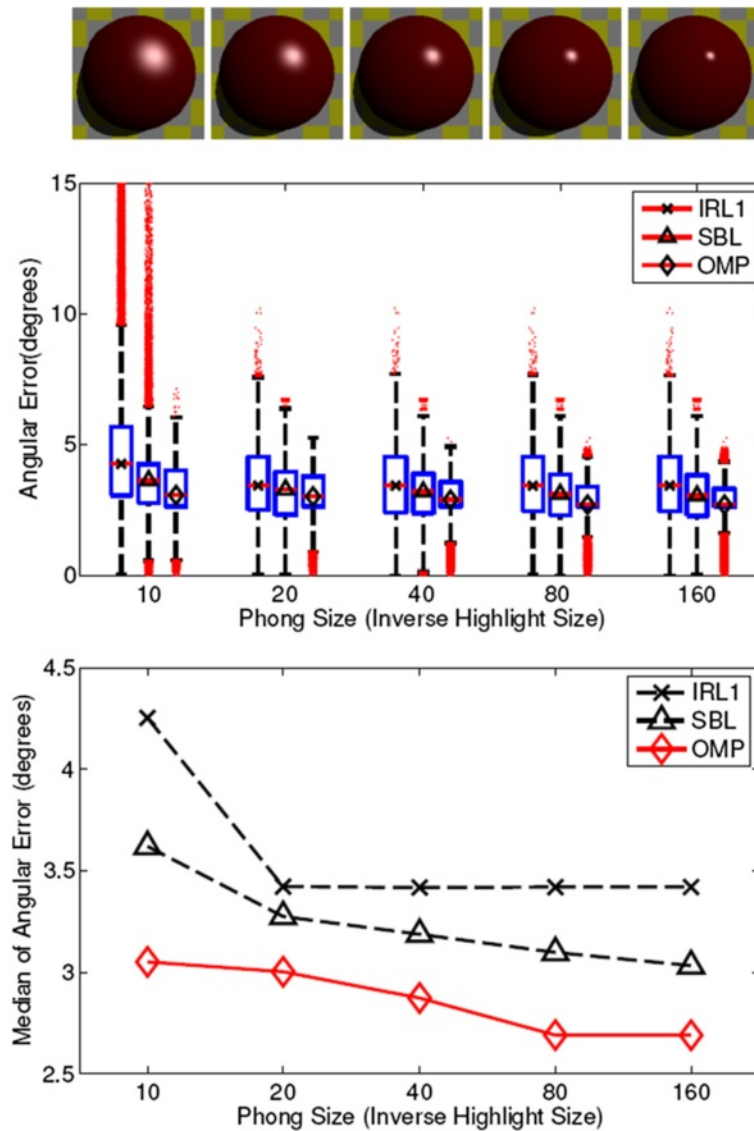 15
10
5
0
Angular Error(degrees)
IRL1
SBL
OMP
10 20 40 80 160
Phong Size (Inverse Highlight Size)
4.5
4
3.5
3
2.5
Median of Angular Error (degrees)
IRL1
SBL
OMP
10 20 40 80 160
Phong Size (Inverse Highlight Size)